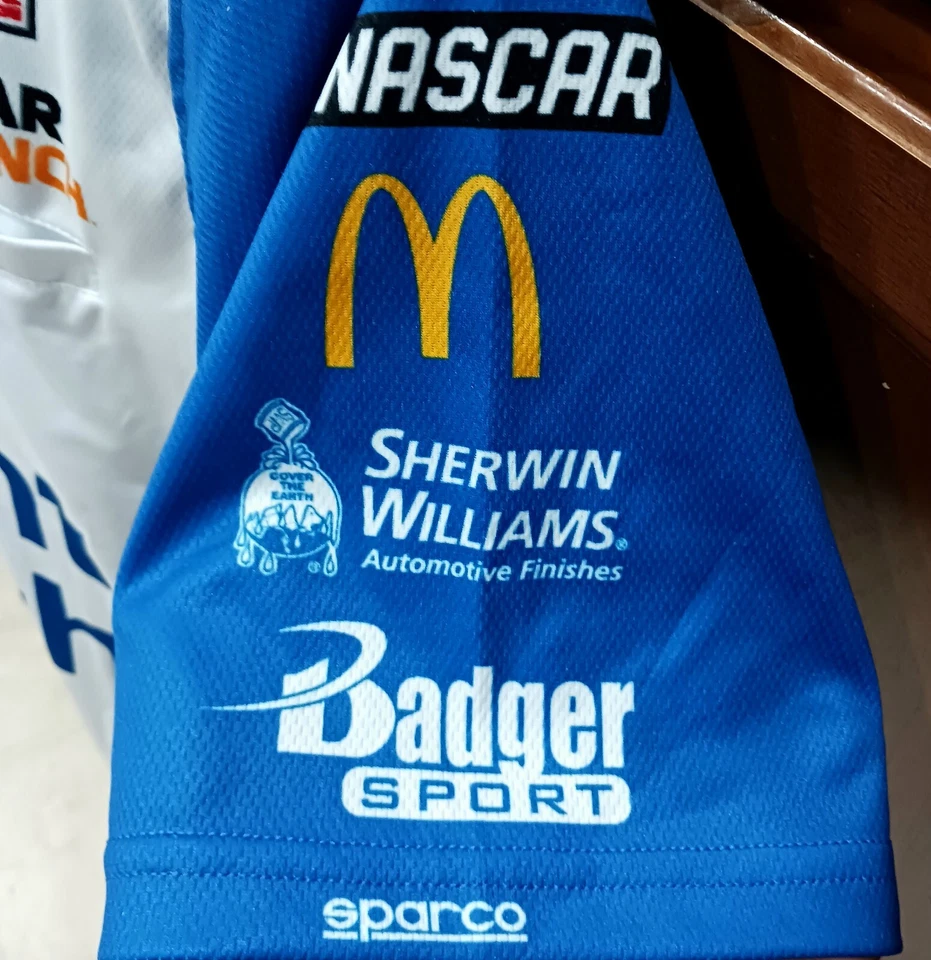 NASCAR
COVER
THE
EARTH
SHERWIN
WILLIAMS®
Automotive Finishes
Badger
SPORT
sparco